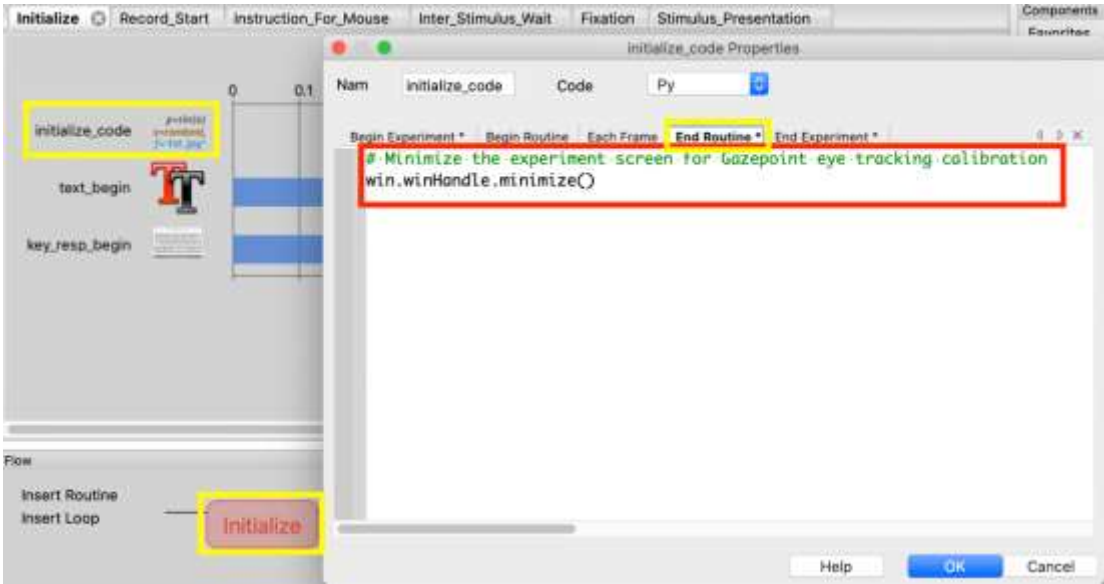 Initialize Record_Start Instruction_For_Mouse Inter_Stimulus_Wait Fixation Stimulus_Presentation
Components
Favorites
initialize_code Properties
0 0.1
Nam initialize_code Code Py
initialize_code
Begin Experiment * Begin Routine Each Frame End Routine * End Experiment *
# Minimize the experiment screen for Gazepoint eye tracking calibration
win.winHandle.minimize()
text_begin
TT
key_resp_begin
Flow
Insert Routine
Insert Loop
Initialize
Help OK Cancel